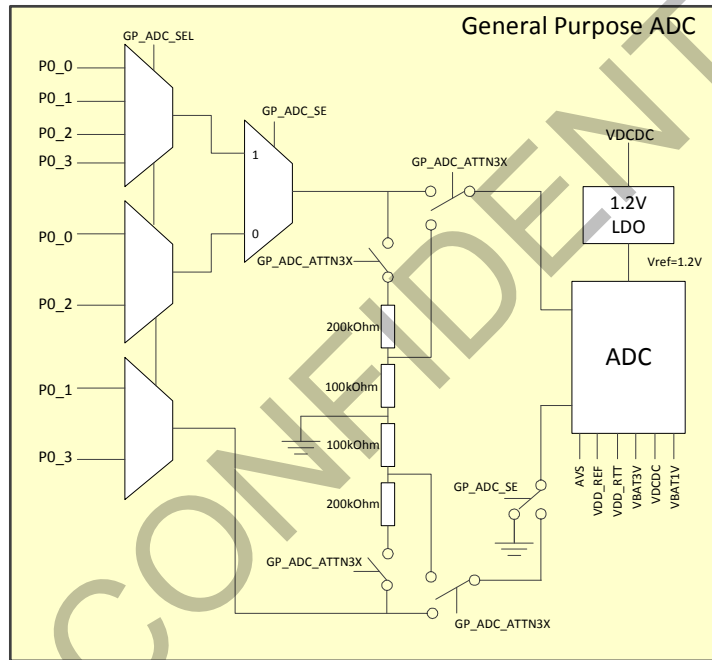 General Purpose ADC
GP_ADC_SEL
P0_0
P0_1
P0_2
P0_3
GP_ADC_SE
1
0
P0_0
P0_2
P0_1
P0_3
GP_ADC_ATTN3X
GP_ADC_ATTN3X
200kOhm
100kOhm
100kOhm
200kOhm
GP_ADC_ATTN3X
GP_ADC_ATTN3X
GP_ADC_SE
VDCDC
1.2V
LDO
Vref=1.2V
ADC
AVS
VDD_REF
VDD_RTT
VBAT3V
VDCDC
VBAT1V
CONFIDENT